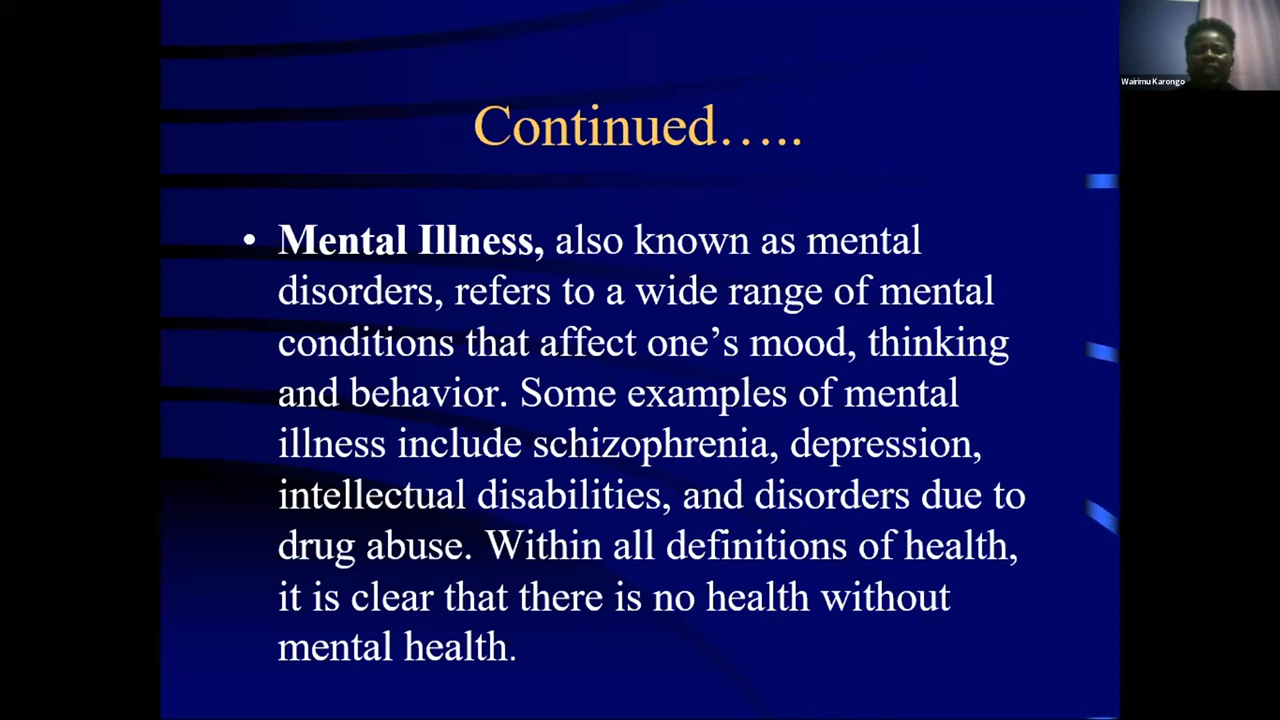 Wairimu Karongo
Continued…..
• Mental Illness, also known as mental
disorders, refers to a wide range of mental
conditions that affect one’s mood, thinking
and behavior. Some examples of mental
illness include schizophrenia, depression,
intellectual disabilities, and disorders due to
drug abuse. Within all definitions of health,
it is clear that there is no health without
mental health.